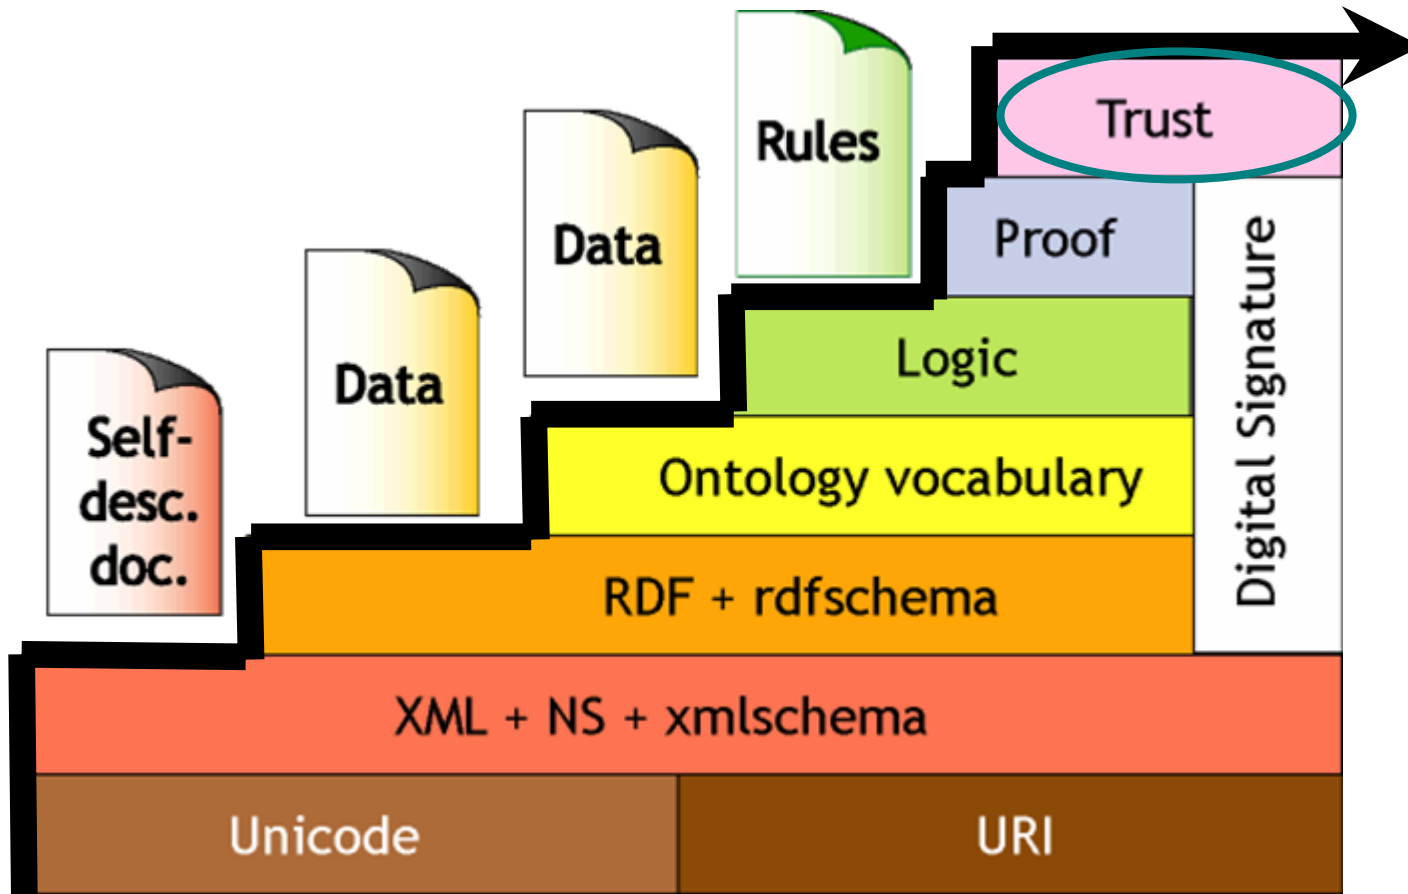 Rules
Trust
Data
Proof
Data
Logic
Self-
desc.
doc.
Ontology vocabulary
Digital Signature
RDF + rdfschema
XML + NS + xmlschema
Unicode
URI